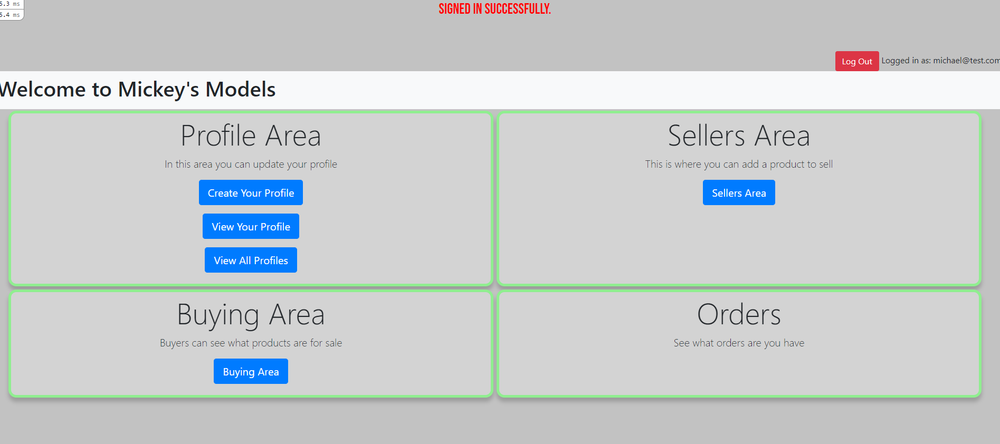 5.3 ms
5.4 ms
SIGNED IN SUCCESSFULLY.
Log Out Logged in as: michael@test.com
Welcome to Mickey's Models
Profile Area
In this area you can update your profile
Create Your Profile
View Your Profile
View All Profiles
Sellers Area
This is where you can add a product to sell
Sellers Area
Buying Area
Buyers can see what products are for sale
Buying Area
Orders
See what orders are you have